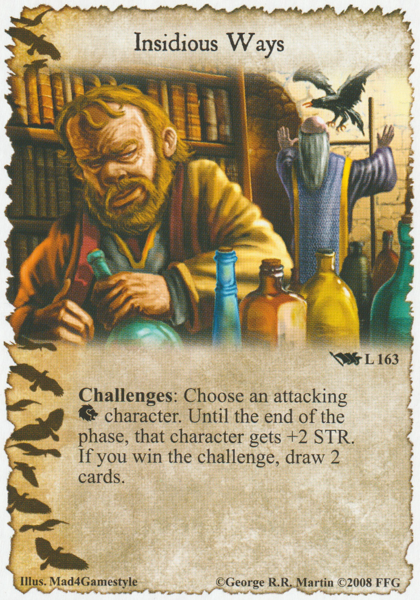 Insidious Ways
L163
Challenges: Choose an attacking
character. Until the end of the
phase, that character gets +2 STR.
If you win the challenge, draw 2
cards.
Illus. Mad4Gamestyle
©George R.R. Martin ©2008 FFG